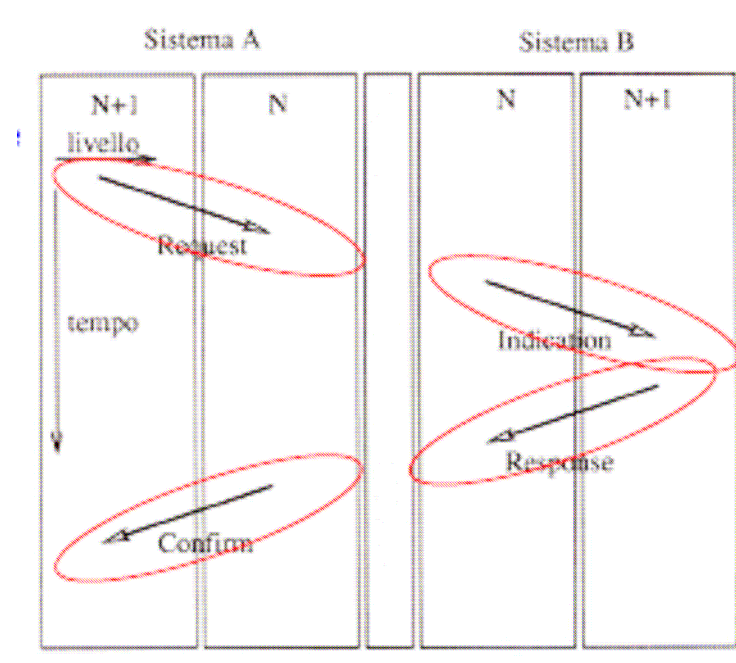 Sistema A
Sistema B
N+1
N
N
N+1
livello
Request
tempo
Indication
Response
Confirm